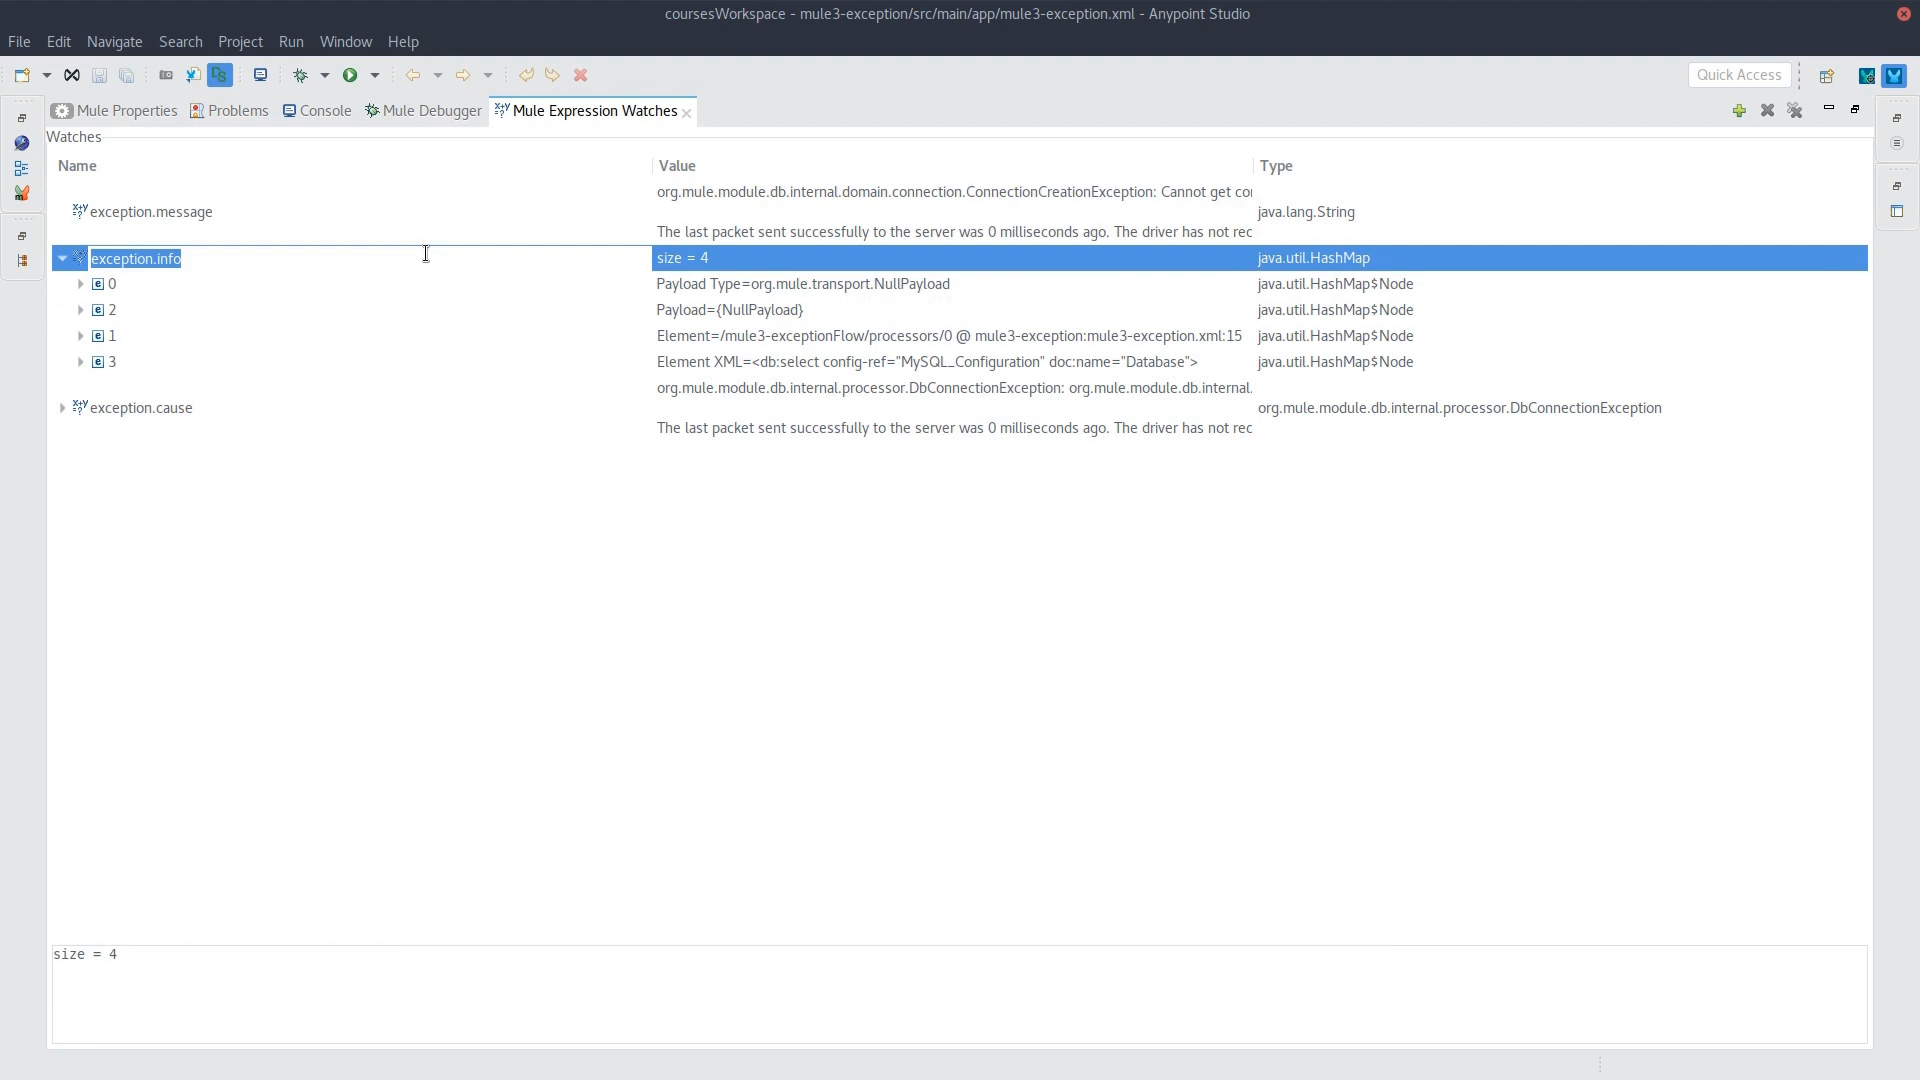 coursesWorkspace - mule3-exception/src/main/app/mule3-exception.xml - Anypoint Studio
File Edit Navigate Search Project Run Window Help
Quick Access
Mule Properties Problems Console Mule Debugger Mule Expression Watches
Watches
Name Value Type
org.mule.module.db.internal.domain.connection.ConnectionCreationException: Cannot get cor
exception.message java.lang.String
The last packet sent successfully to the server was 0 milliseconds ago. The driver has not rec
exception.info size = 4 java.util.HashMap
0 Payload Type=org.mule.transport.NullPayload java.util.HashMap$Node
2 Payload={NullPayload} java.util.HashMap$Node
1 Element=/mule3-exceptionFlow/processors/0 @ mule3-exception:mule3-exception.xml:15 java.util.HashMap$Node
3 Element XML=<db:select config-ref="MySQL_Configuration" doc:name="Database"> java.util.HashMap$Node
org.mule.module.db.internal.processor.DbConnectionException: org.mule.module.db.internal.
exception.cause org.mule.module.db.internal.processor.DbConnectionException
The last packet sent successfully to the server was 0 milliseconds ago. The driver has not rec
size = 4